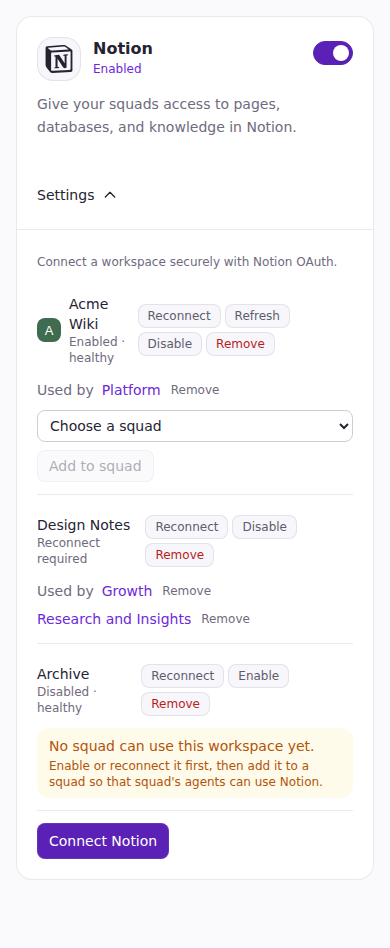 N
Notion
Enabled
Give your squads access to pages,
databases, and knowledge in Notion.
Settings
Connect a workspace securely with Notion OAuth.
A
Acme
Wiki
Enabled ·
healthy
Reconnect Refresh
Disable Remove
Used by Platform Remove
Choose a squad
Add to squad
Design Notes
Reconnect
required
Reconnect Disable
Remove
Used by Growth Remove
Research and Insights Remove
Archive
Disabled ·
healthy
Reconnect Enable
Remove
No squad can use this workspace yet.
Enable or reconnect it first, then add it to a
squad so that squad's agents can use Notion.
Connect Notion